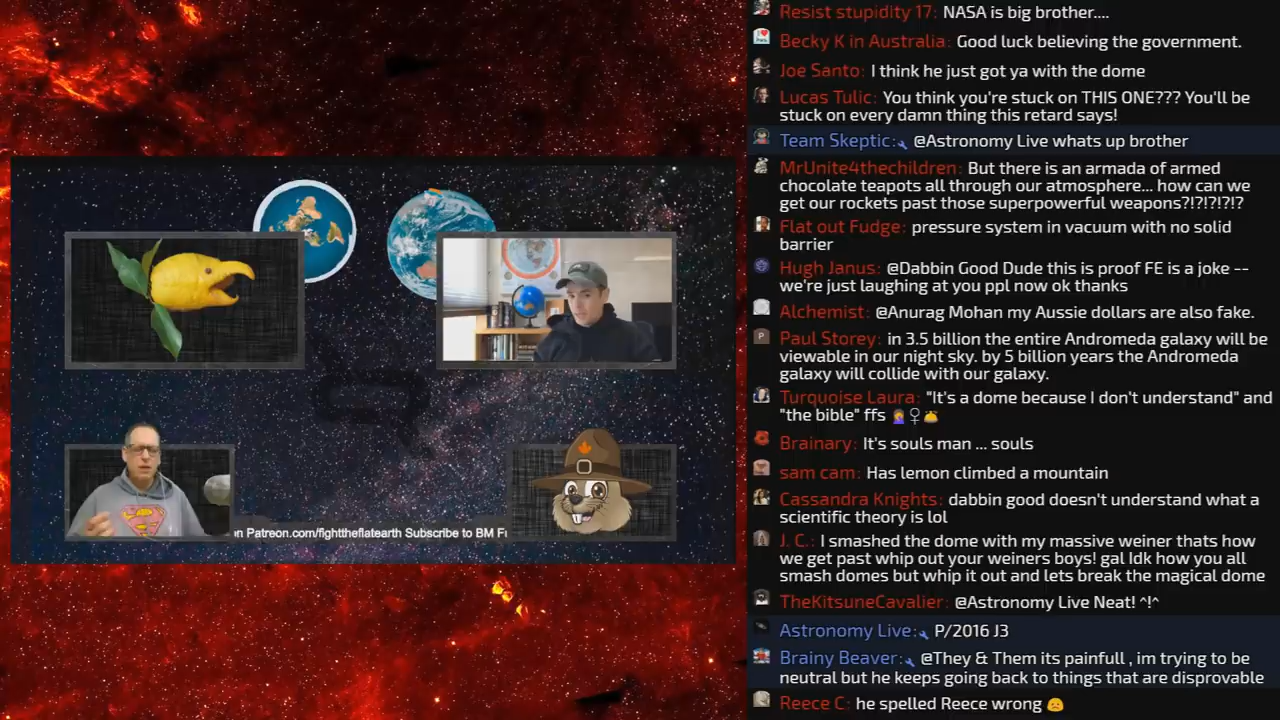 Resist stupidity 17: NASA is big brother....
Becky K in Australia: Good luck believing the government.
Joe Santo: I think he just got ya with the dome
Lucas Tulic: You think you're stuck on THIS ONE??? You'll be
stuck on every damn thing this retard says!
Team Skeptic: @Astronomy Live whats up brother
MrUnite4thechildren: But there is an armada of armed
chocolate teapots all through our atmosphere... how can we
get our rockets past those superpowerful weapons?!?!?!?!?
Flat out Fudge: pressure system in vacuum with no solid
barrier
Hugh Janus: @Dabbin Good Dude this is proof FE is a joke --
we're just laughing at you ppl now ok thanks
Alchemist: @Anurag Mohan my Aussie dollars are also fake.
Paul Storey: in 3.5 billion the entire Andromeda galaxy will be
viewable in our night sky. by 5 billion years the Andromeda
galaxy will collide with our galaxy.
Turquoise Laura: "It's a dome because I don't understand" and
"the bible" ffs 🤦♀🛎
Brainary: It's souls man ... souls
sam cam: Has lemon climbed a mountain
Cassandra Knights: dabbin good doesn't understand what a
scientific theory is lol
J. C.: I smashed the dome with my massive weiner thats how
we get past whip out your weiners boys! gal Idk how you all
smash domes but whip it out and lets break the magical dome
TheKitsuneCavalier: @Astronomy Live Neat! ^!^
Astronomy Live: P/2016 J3
Brainy Beaver: @They & Them its painfull , im trying to be
neutral but he keeps going back to things that are disprovable
Reece C: he spelled Reece wrong 😞
n Patreon.com/fighttheflatearth Subscribe to BM Fi